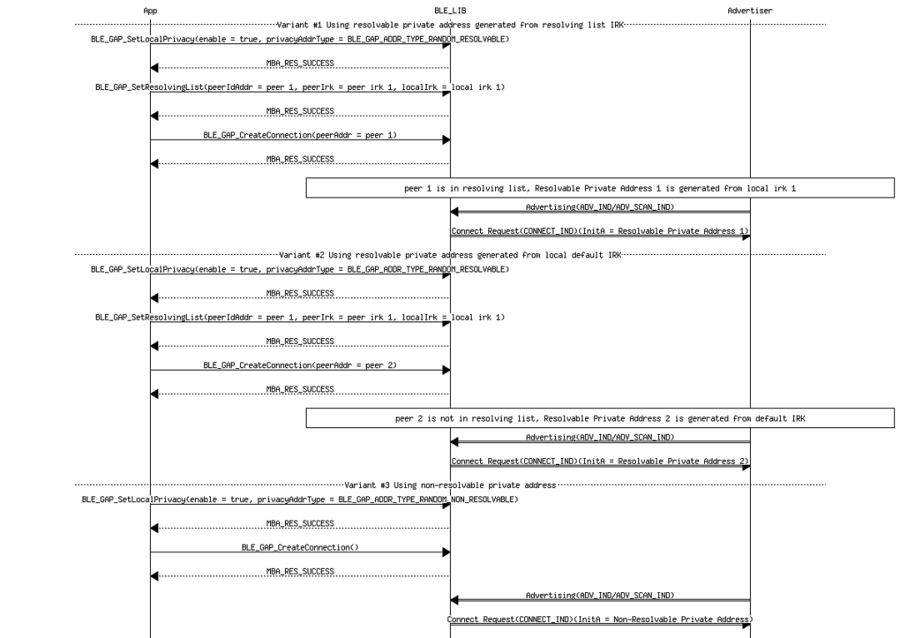 App BLE_LIB Advertiser
Variant #1 Using resolvable private address generated from resolving list IRK
BLE_GAP_SetLocalPrivacy(enable = true, privacyAddrType = BLE_GAP_ADDR_TYPE_RANDOM_RESOLVABLE)
MBA_RES_SUCCESS
BLE_GAP_SetResolvingList(peerIdAddr = peer 1, peerIrk = peer irk 1, localIrk = local irk 1)
MBA_RES_SUCCESS
BLE_GAP_CreateConnection(peerAddr = peer 1)
MBA_RES_SUCCESS
peer 1 is in resolving list, Resolvable Private Address 1 is generated from local irk 1
Advertising(ADV_IND/ADV_SCAN_IND)
Connect Request(CONNECT_IND)(InitA = Resolvable Private Address 1)
Variant #2 Using resolvable private address generated from local default IRK
BLE_GAP_SetLocalPrivacy(enable = true, privacyAddrType = BLE_GAP_ADDR_TYPE_RANDOM_RESOLVABLE)
MBA_RES_SUCCESS
BLE_GAP_SetResolvingList(peerIdAddr = peer 1, peerIrk = peer irk 1, localIrk = local irk 1)
MBA_RES_SUCCESS
BLE_GAP_CreateConnection(peerAddr = peer 2)
MBA_RES_SUCCESS
peer 2 is not in resolving list, Resolvable Private Address 2 is generated from default IRK
Advertising(ADV_IND/ADV_SCAN_IND)
Connect Request(CONNECT_IND)(InitA = Resolvable Private Address 2)
Variant #3 Using non-resolvable private address
BLE_GAP_SetLocalPrivacy(enable = true, privacyAddrType = BLE_GAP_ADDR_TYPE_RANDOM_NON_RESOLVABLE)
MBA_RES_SUCCESS
BLE_GAP_CreateConnection()
MBA_RES_SUCCESS
Advertising(ADV_IND/ADV_SCAN_IND)
Connect Request(CONNECT_IND)(InitA = Non-Resolvable Private Address)